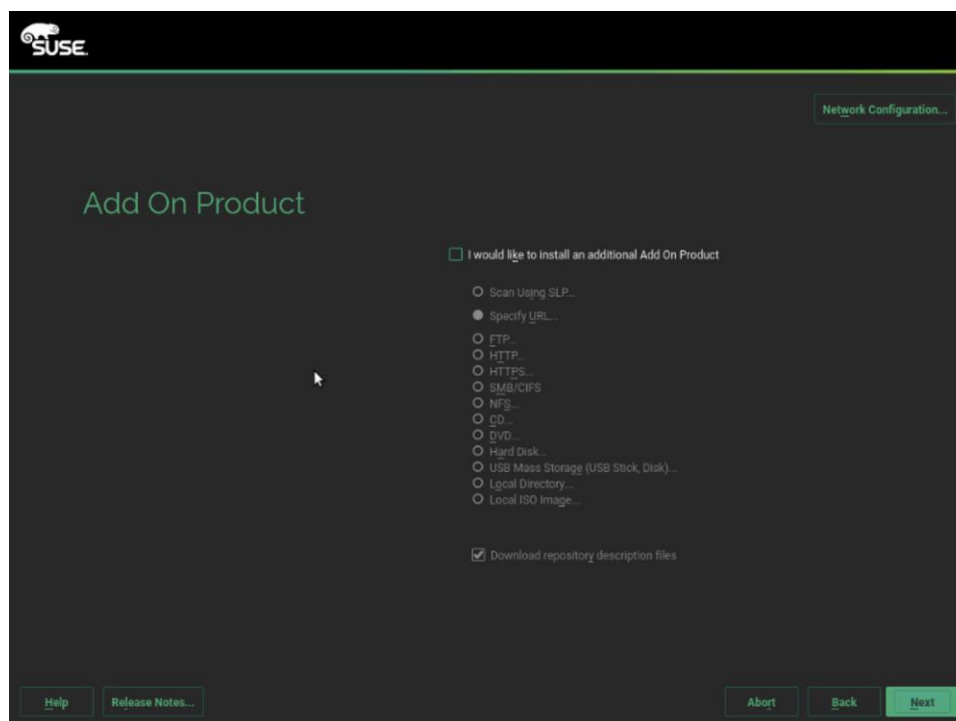 SUSE.
Network Configuration...
Add On Product
I would like to install an additional Add On Product
Scan Using SLP...
Specify URL...
FTP...
HTTP...
HTTPS...
SMB/CIFS
NFS...
CD...
DVD...
Hard Disk...
USB Mass Storage (USB Stick, Disk)...
Local Directory...
Local ISO Image...
Download repository description files
Help Release Notes... Abort Back Next